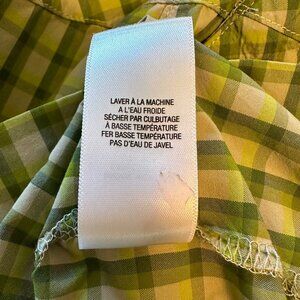 LAVER À LA MACHINE
A L'EAU FROIDE
SÉCHER PAR CULBUTAGE
À BASSE TEMPÉRATURE
FER BASSE TEMPÉRATURE
PAS D'EAU DE JAVEL